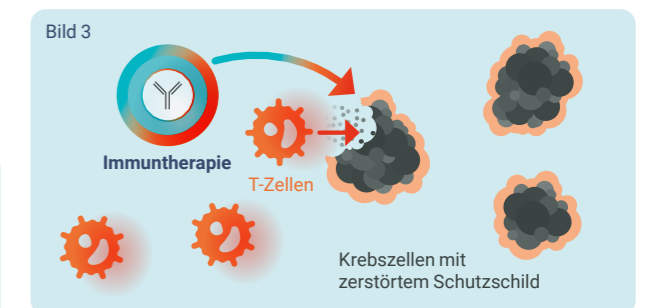 Bild 3
Immuntherapie
T-Zellen
Krebszellen mit
zerstörtem Schutzschild